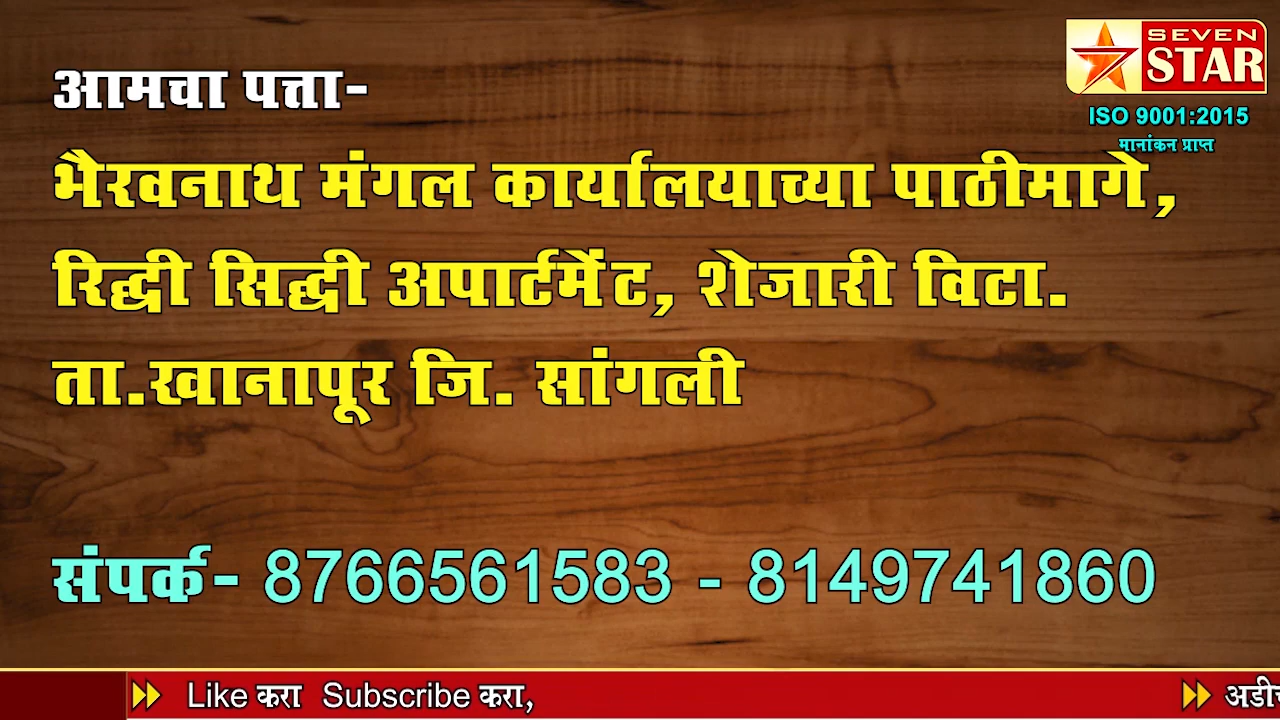 SEVEN
STAR
ISO 9001:2015
मानांकन प्राप्त
आमचा पत्ता-
भैरवनाथ मंगल कार्यालयाच्या पाठीमागे,
रिद्धी सिद्धी अपार्टमेंट, शेजारी विटा.
ता.खानापूर जि. सांगली
संपर्क- 8766561583 - 8149741860
Like करा Subscribe करा,